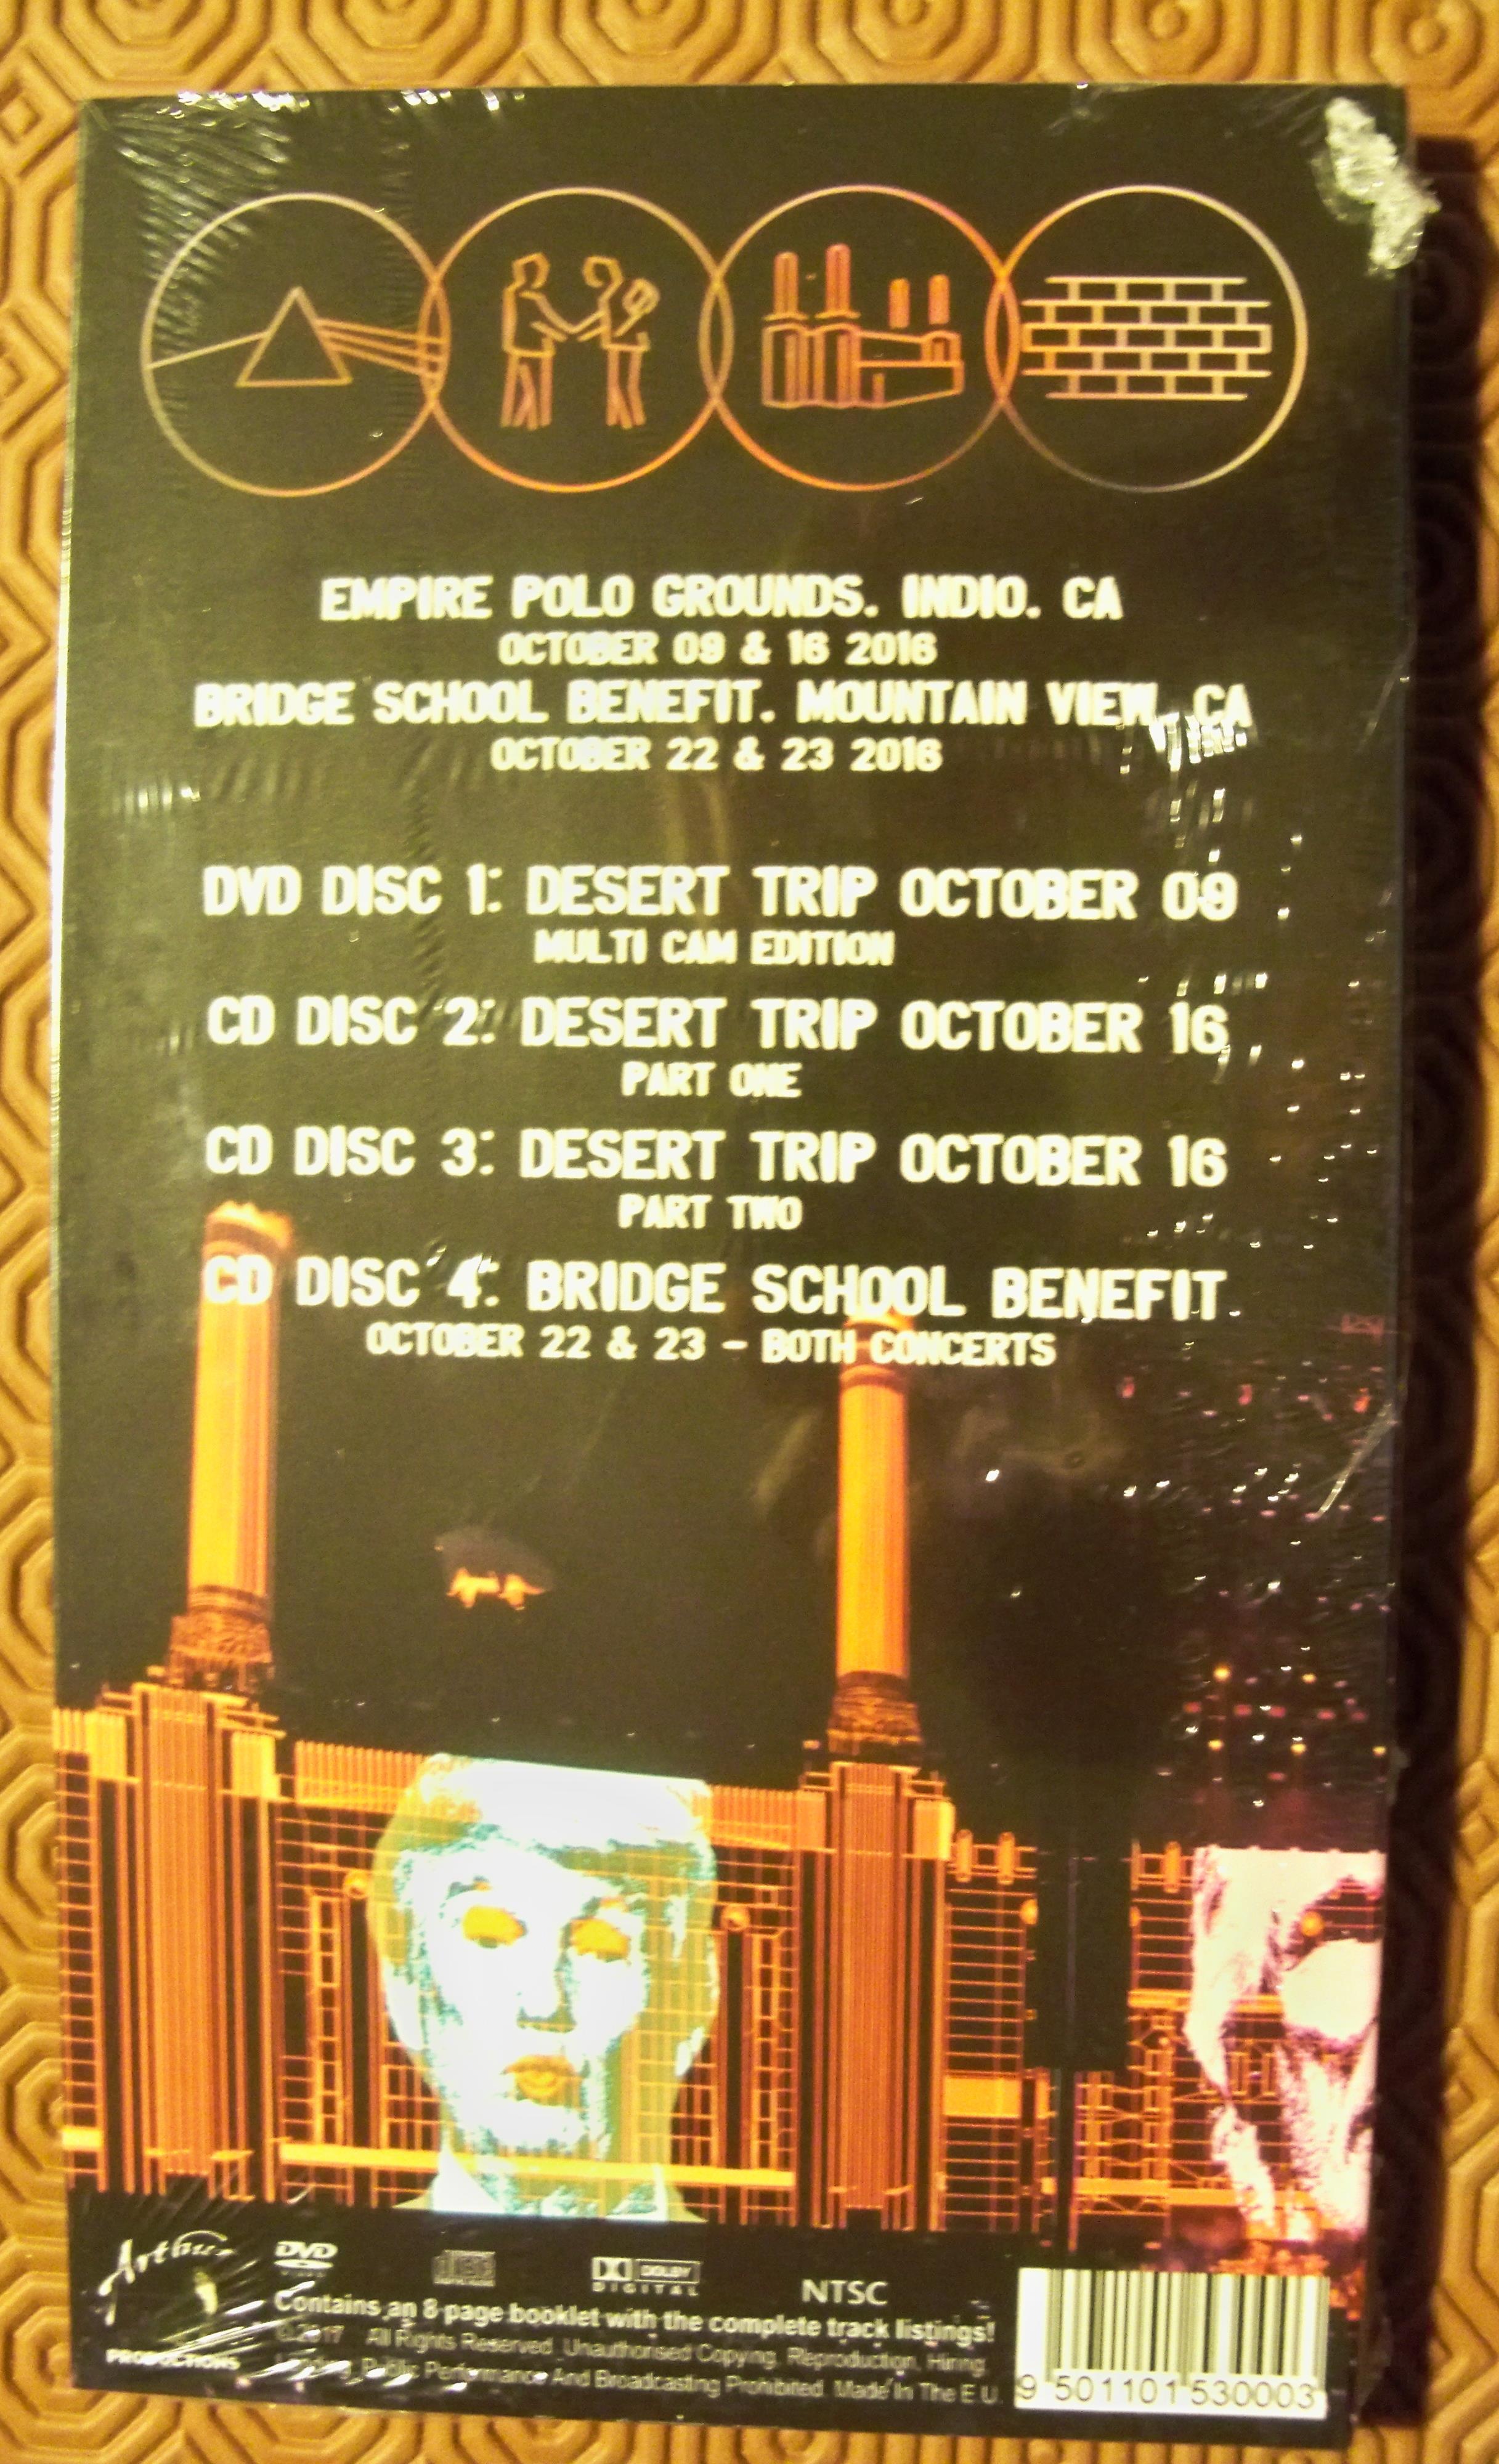 EMPIRE POLO GROUNDS. INDIO. CA
OCTOBER 09 & 16 2016
BRIDGE SCHOOL BENEFIT. MOUNTAIN VIEW. CA
OCTOBER 22 & 23 2016
DVD DISC 1: DESERT TRIP OCTOBER 09
MULTI CAM EDITION
CD DISC 2: DESERT TRIP OCTOBER 16
PART ONE
CD DISC 3: DESERT TRIP OCTOBER 16
PART TWO
CD DISC 4: BRIDGE SCHOOL BENEFIT
OCTOBER 22 & 23 - BOTH CONCERTS
Arthur
PRODUCTIONS
DVD
DOLBY
DIGITAL
NTSC
Contains an 8 page booklet with the complete track listings!
© 2017 All Rights Reserved. Unauthorised Copying, Reproduction, Hiring,
Public Performance And Broadcasting Prohibited. Made In The E.U.
9 501101 530003